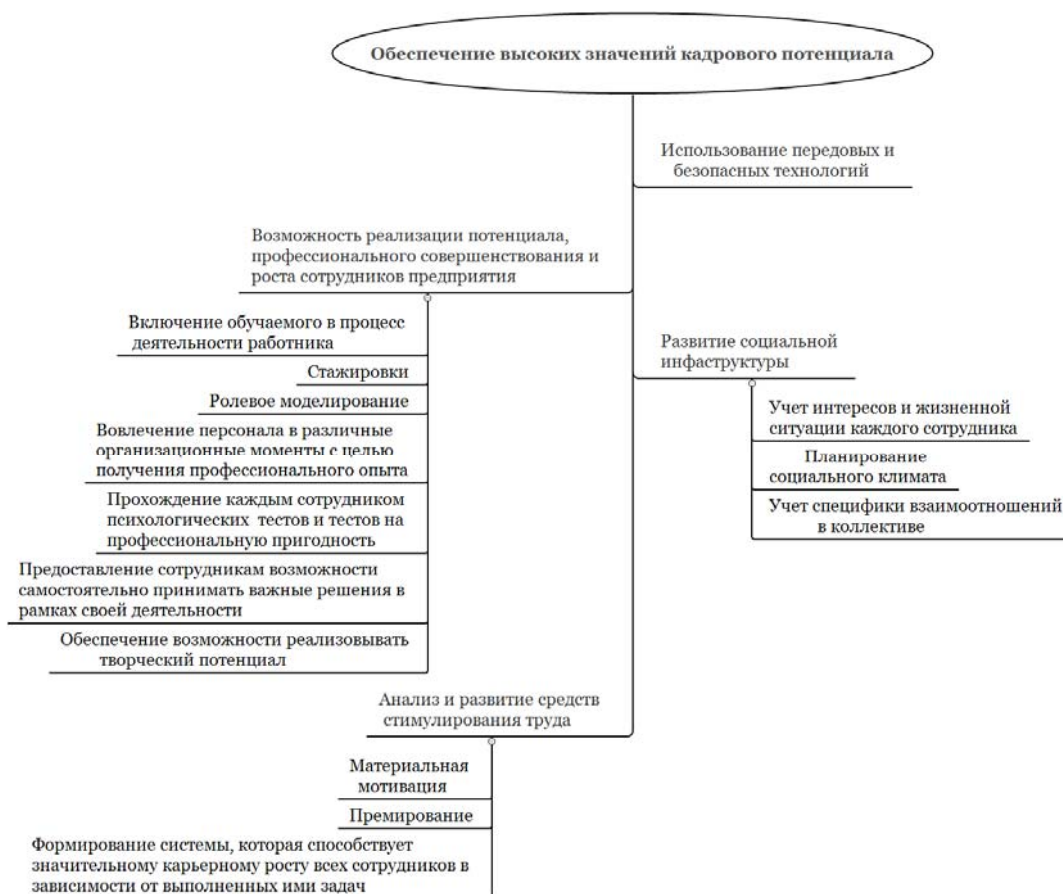 Обеспечение высоких значений кадрового потенциала
Использование передовых и
безопасных технологий
Возможность реализации потенциала,
профессионального совершенствования и
роста сотрудников предприятия
Включение обучаемого в процесс
деятельности работника
Стажировки
Ролевое моделирование
Вовлечение персонала в различные
организационные моменты с целью
получения профессионального опыта
Прохождение каждым сотрудником
психологических тестов и тестов на
профессиональную пригодность
Предоставление сотрудникам возможности
самостоятельно принимать важные решения в
рамках своей деятельности
Обеспечение возможности реализовывать
творческий потенциал
Развитие социальной
инфаструктуры
Учет интересов и жизненной
ситуации каждого сотрудника
Планирование
социального климата
Учет специфики взаимоотношений
в коллективе
Анализ и развитие средств
стимулирования труда
Материальная
мотивация
Премирование
Формирование системы, которая способствует
значительному карьерному росту всех сотрудников в
зависимости от выполненных ими задач